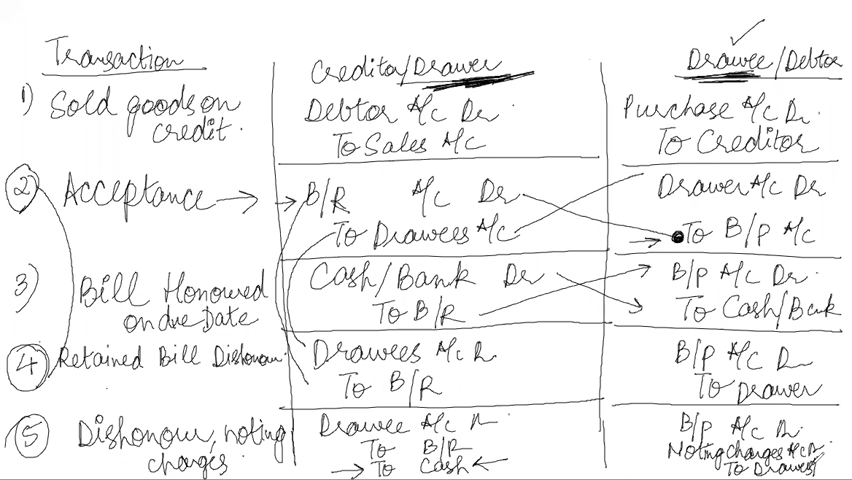 Transaction
Creditor/Drawer
Drawee/Debtor
1) Sold goods on
credit.
Debtor A/c Dr.
To Sales A/c
Purchase A/c Dr.
To Creditor
2 Acceptance
B/R A/c Dr
To Drawees A/c
Drawer A/c Dr
To B/P A/c
3) Bill Honoured
on due Date
Cash/Bank Dr
To B/R
B/P A/c Dr.
To Cash/Bank
4 Retained Bill Dishonour.
Drawees A/c Dr.
To B/R
B/P A/c Dr
To Drawer
5 Dishonour, noting
charges.
Drawee A/c Dr.
To B/R
To Cash
B/P A/c Dr.
Noting Charges A/c Dr.
To Drawers